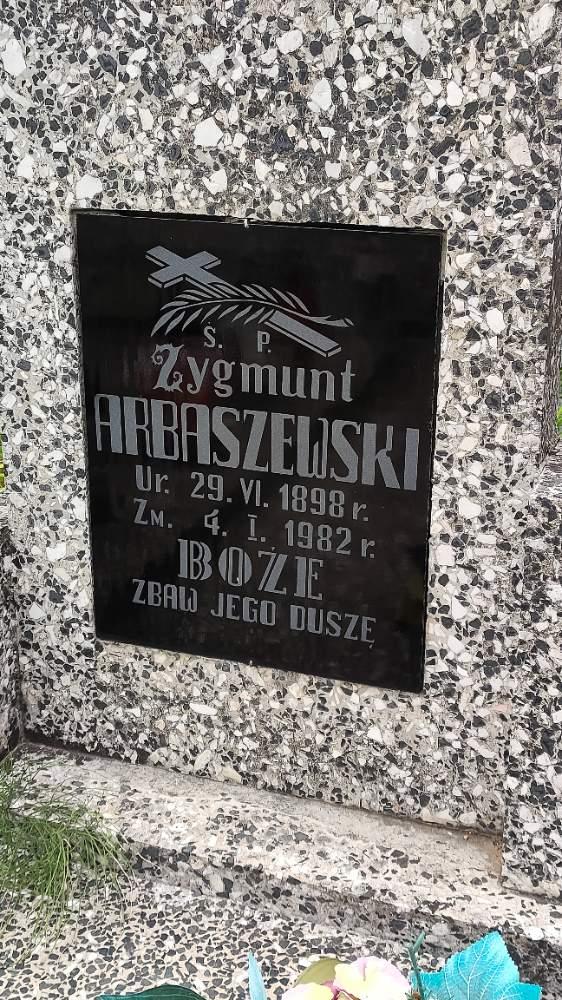 Ś. P.
Zygmunt
ARBASZEWSKI
Ur. 29. VI. 1898 r.
Zm. 4. I. 1982 r.
BOŻE
ZBAW JEGO DUSZĘ